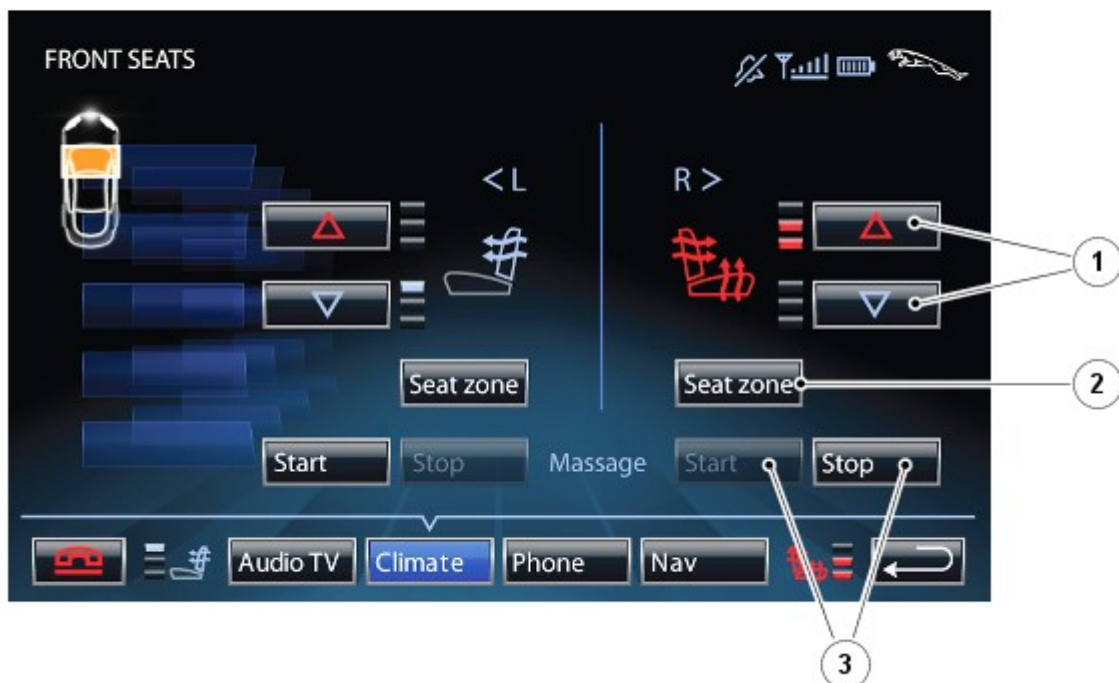 FRONT SEATS
< L R >
1
Seat zone Seat zone
2
Start Stop Massage Start Stop
Audio TV Climate Phone Nav
3